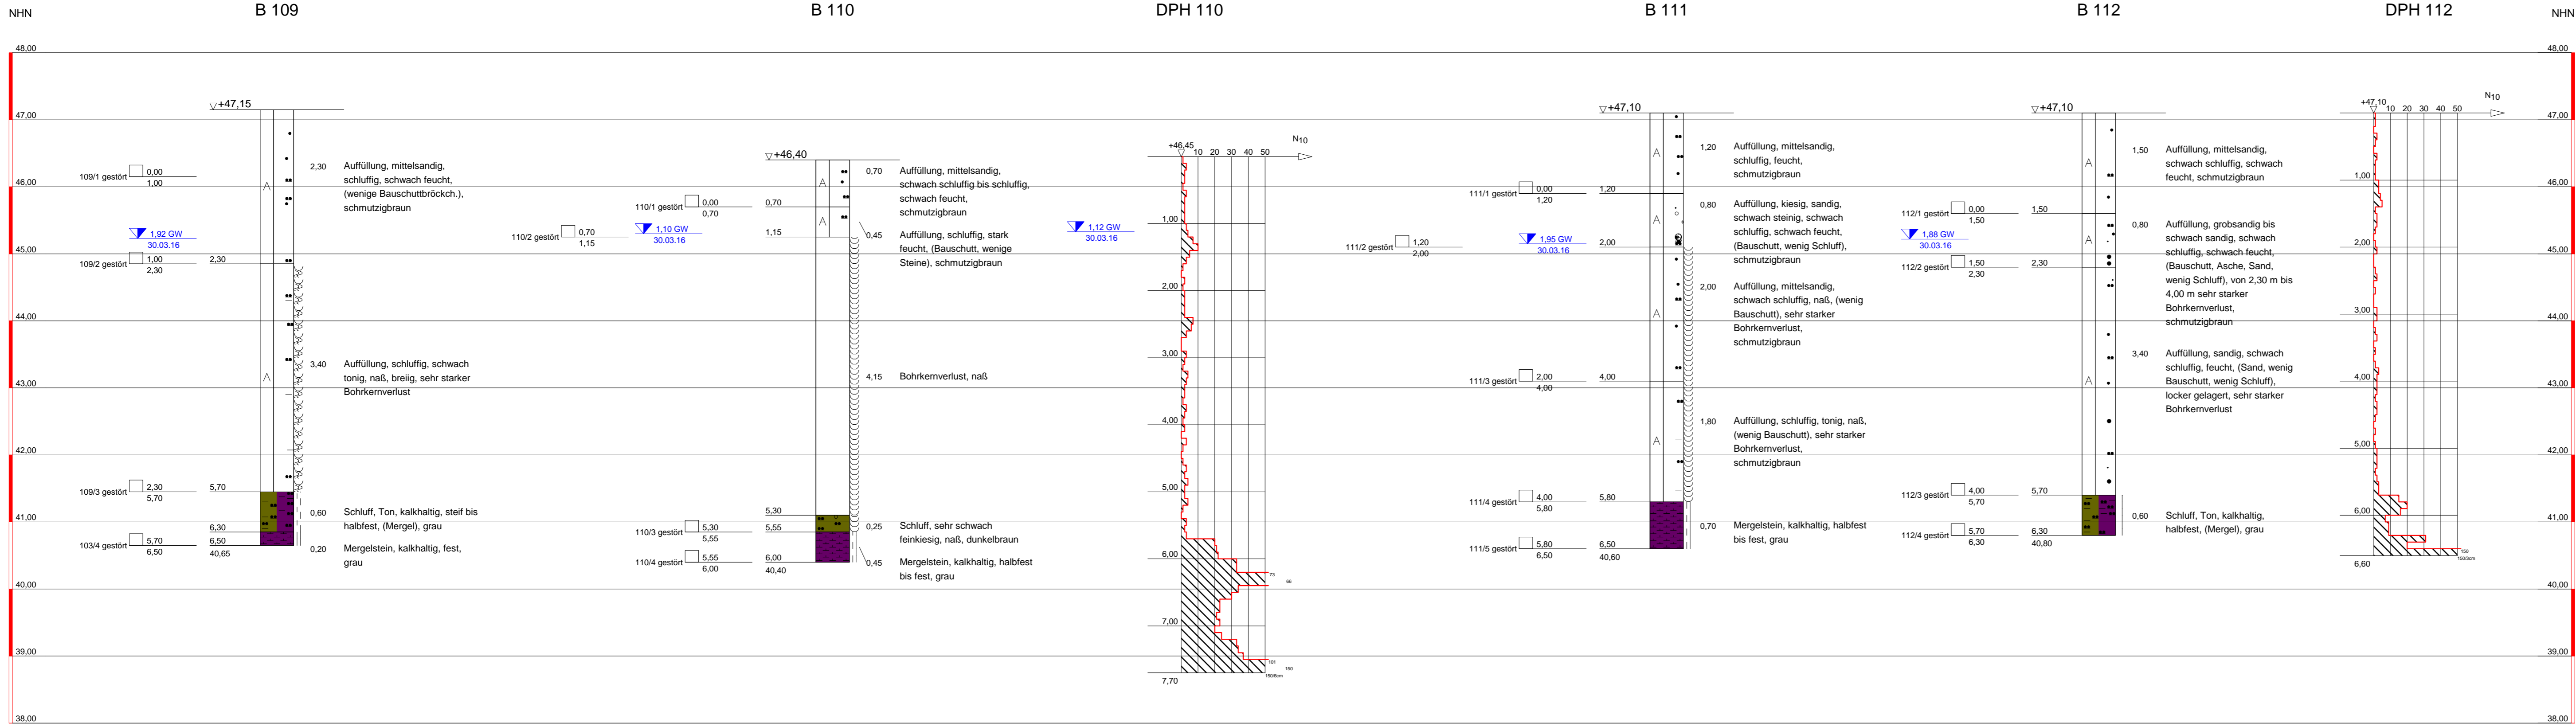 NHN
B 109
B 110
DPH 110
B 111
B 112
DPH 112
NHN
48,00
47,00
46,00
45,00
44,00
43,00
42,00
41,00
40,00
39,00
38,00
+47,15
109/1 gestört
0,00
1,00
1,92 GW
30.03.16
109/2 gestört
1,00
2,30
2,30
109/3 gestört
2,30
5,70
5,70
6,30
103/4 gestört
5,70
6,50
6,50
40,65
A
A
2,30
Auffüllung, mittelsandig,
schluffig, schwach feucht,
(wenige Bauschuttbröckch.),
schmutzigbraun
3,40
Auffüllung, schluffig, schwach
tonig, naß, breiig, sehr starker
Bohrkernverlust
0,60
Schluff, Ton, kalkhaltig, steif bis
halbfest, (Mergel), grau
0,20
Mergelstein, kalkhaltig, fest,
grau
+46,40
110/1 gestört
0,00
0,70
0,70
110/2 gestört
0,70
1,15
1,10 GW
30.03.16
1,15
5,30
110/3 gestört
5,30
5,55
5,55
110/4 gestört
5,55
6,00
6,00
40,40
A
A
0,70
Auffüllung, mittelsandig,
schwach schluffig bis schluffig,
schwach feucht,
schmutzigbraun
0,45
Auffüllung, schluffig, stark
feucht, (Bauschutt, wenige
Steine), schmutzigbraun
4,15
Bohrkernverlust, naß
0,25
Schluff, sehr schwach
feinkiesig, naß, dunkelbraun
0,45
Mergelstein, kalkhaltig, halbfest
bis fest, grau
+46,45
10 20 30 40 50
N10
1,12 GW
30.03.16
1,00
2,00
3,00
4,00
5,00
6,00
7,00
7,70
73
66
101
150
150/6cm
+47,10
111/1 gestört
0,00
1,20
1,20
111/2 gestört
1,20
2,00
1,95 GW
30.03.16
2,00
111/3 gestört
2,00
4,00
4,00
111/4 gestört
4,00
5,80
5,80
111/5 gestört
5,80
6,50
6,50
40,60
A
A
A
A
1,20
Auffüllung, mittelsandig,
schluffig, feucht,
schmutzigbraun
0,80
Auffüllung, kiesig, sandig,
schwach steinig, schwach
schluffig, schwach feucht,
(Bauschutt, wenig Schluff),
schmutzigbraun
2,00
Auffüllung, mittelsandig,
schwach schluffig, naß, (wenig
Bauschutt), sehr starker
Bohrkernverlust,
schmutzigbraun
1,80
Auffüllung, schluffig, tonig, naß,
(wenig Bauschutt), sehr starker
Bohrkernverlust,
schmutzigbraun
0,70
Mergelstein, kalkhaltig, halbfest
bis fest, grau
+47,10
112/1 gestört
0,00
1,50
1,50
1,88 GW
30.03.16
112/2 gestört
1,50
2,30
2,30
112/3 gestört
4,00
5,70
5,70
112/4 gestört
5,70
6,30
6,30
40,80
A
A
A
1,50
Auffüllung, mittelsandig,
schwach schluffig, schwach
feucht, schmutzigbraun
0,80
Auffüllung, grobsandig bis
schwach sandig, schwach
schluffig, schwach feucht,
(Bauschutt, Asche, Sand,
wenig Schluff), von 2,30 m bis
4,00 m sehr starker
Bohrkernverlust,
schmutzigbraun
3,40
Auffüllung, sandig, schwach
schluffig, feucht, (Sand, wenig
Bauschutt, wenig Schluff),
locker gelagert, sehr starker
Bohrkernverlust
0,60
Schluff, Ton, kalkhaltig,
halbfest, (Mergel), grau
+47,10
10 20 30 40 50
N10
1,00
2,00
3,00
4,00
5,00
6,00
6,60
150
150/3cm
48,00
47,00
46,00
45,00
44,00
43,00
42,00
41,00
40,00
39,00
38,00